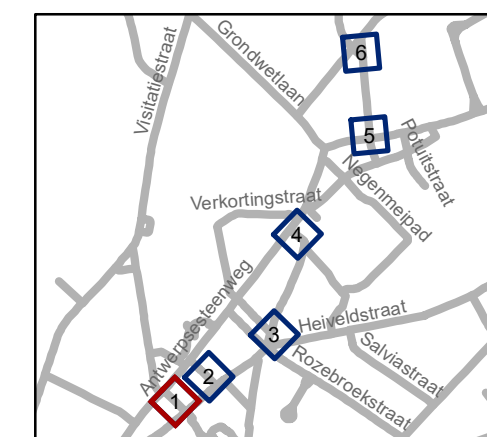 Visitatiestraat
Grondwetlaan
6
5
Potuitstraat
Negenmeipad
Verkortingstraat
4
Antwerpsesteenweg
3
Heiveldstraat
Salviastraat
Rozebroekstraat
2
1